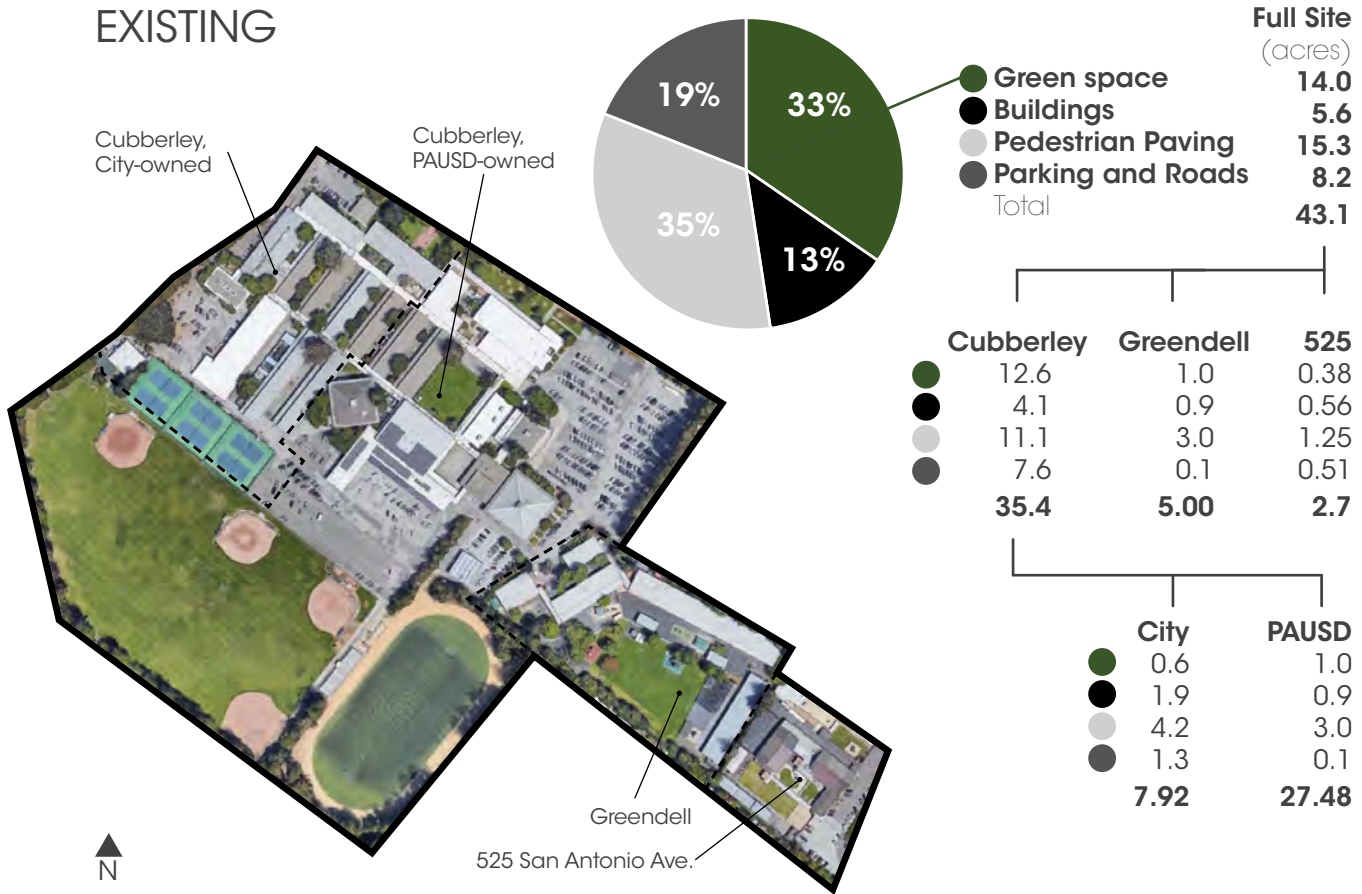 EXISTING
Cubberley,
City-owned
Cubberley,
PAUSD-owned
19%
33%
35%
13%
Full Site
(acres)
Green space 14.0
Buildings 5.6
Pedestrian Paving 15.3
Parking and Roads 8.2
Total 43.1
Cubberley Greendell 525
12.6 1.0 0.38
4.1 0.9 0.56
11.1 3.0 1.25
7.6 0.1 0.51
35.4 5.00 2.7
City PAUSD
0.6 1.0
1.9 0.9
4.2 3.0
1.3 0.1
7.92 27.48
Greendell
525 San Antonio Ave.
N